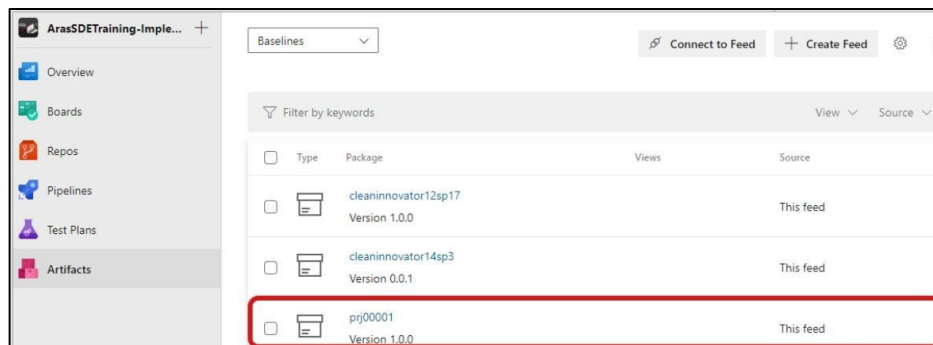 ArasSDETraining-Imple...
Overview
Boards
Repos
Pipelines
Test Plans
Artifacts
Baselines
Connect to Feed
Create Feed
Filter by keywords
View
Source
Type Package Views Source
cleaninnovator12sp17
Version 1.0.0
This feed
cleaninnovator14sp3
Version 0.0.1
This feed
prj00001
Version 1.0.0
This feed